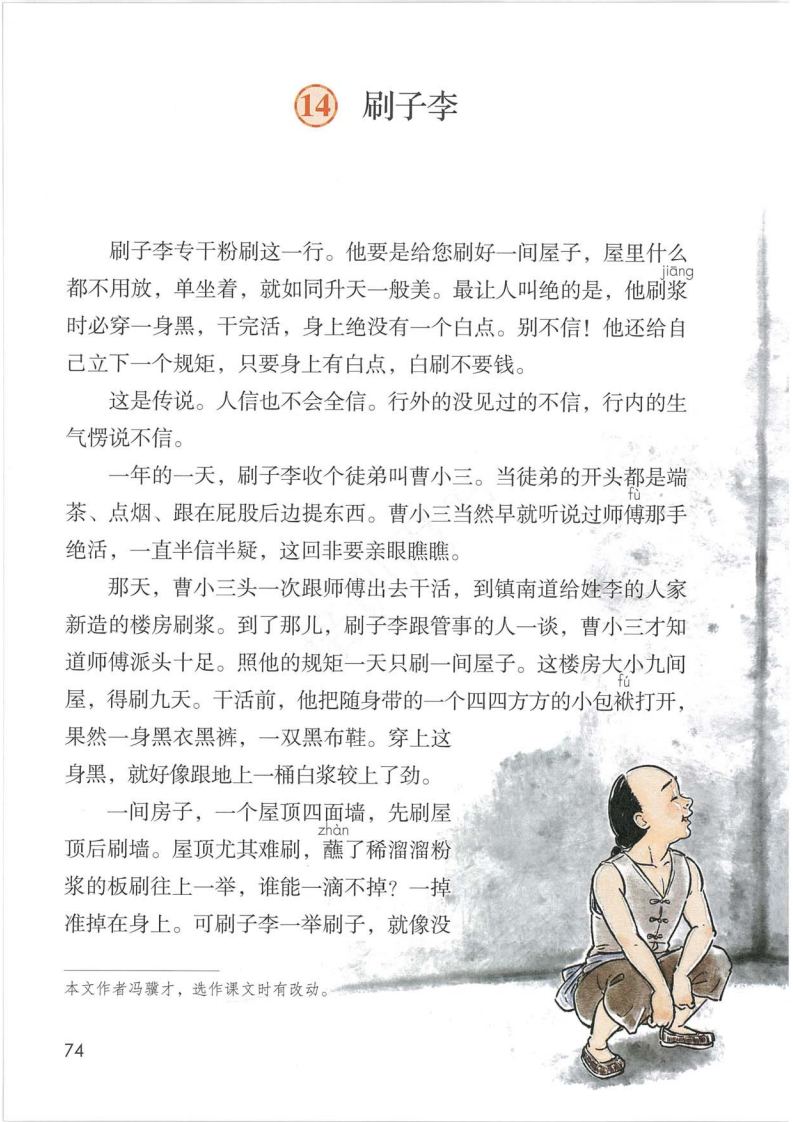 14 刷子李
刷子李专干粉刷这一行。他要是给您刷好一间屋子，屋里什么
jiāng
都不用放，单坐着，就如同升天一般美。最让人叫绝的是，他刷浆
时必穿一身黑，干完活，身上绝没有一个白点。别不信！他还给自
己立下一个规矩，只要身上有白点，白刷不要钱。
这是传说。人信也不会全信。行外的没见过的不信，行内的生
气愣说不信。
一年的一天，刷子李收个徒弟叫曹小三。当徒弟的开头都是端
fù
茶、点烟、跟在屁股后边提东西。曹小三当然早就听说过师傅那手
绝活，一直半信半疑，这回非要亲眼瞧瞧。
那天，曹小三头一次跟师傅出去干活，到镇南道给姓李的人家
新造的楼房刷浆。到了那儿，刷子李跟管事的人一谈，曹小三才知
道师傅派头十足。照他的规矩一天只刷一间屋子。这楼房大小九间
fú
屋，得刷九天。干活前，他把随身带的一个四四方方的小包袱打开，
果然一身黑衣黑裤，一双黑布鞋。穿上这
身黑，就好像跟地上一桶白浆较上了劲。
一间房子，一个屋顶四面墙，先刷屋
zhàn
顶后刷墙。屋顶尤其难刷，蘸了稀溜溜粉
浆的板刷往上一举，谁能一滴不掉？一掉
准掉在身上。可刷子李一举刷子，就像没
本文作者冯骥才，选作课文时有改动。
74